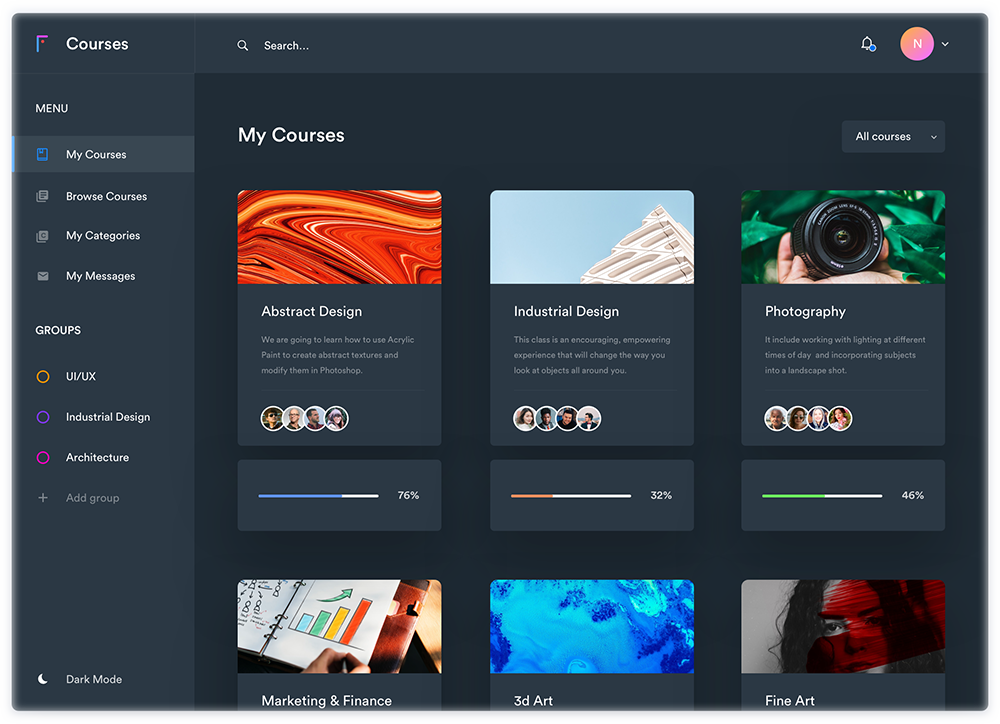 Courses
Search...
N
MENU
My Courses
Browse Courses
My Categories
My Messages
GROUPS
UI/UX
Industrial Design
Architecture
Add group
Dark Mode
My Courses
All courses
Abstract Design
We are going to learn how to use Acrylic
Paint to create abstract textures and
modify them in Photoshop.
76%
Industrial Design
This class is an encouraging, empowering
experience that will change the way you
look at objects all around you.
32%
Photography
It include working with lighting at different
times of day and incorporating subjects
into a landscape shot.
46%
Marketing & Finance
3d Art
Fine Art